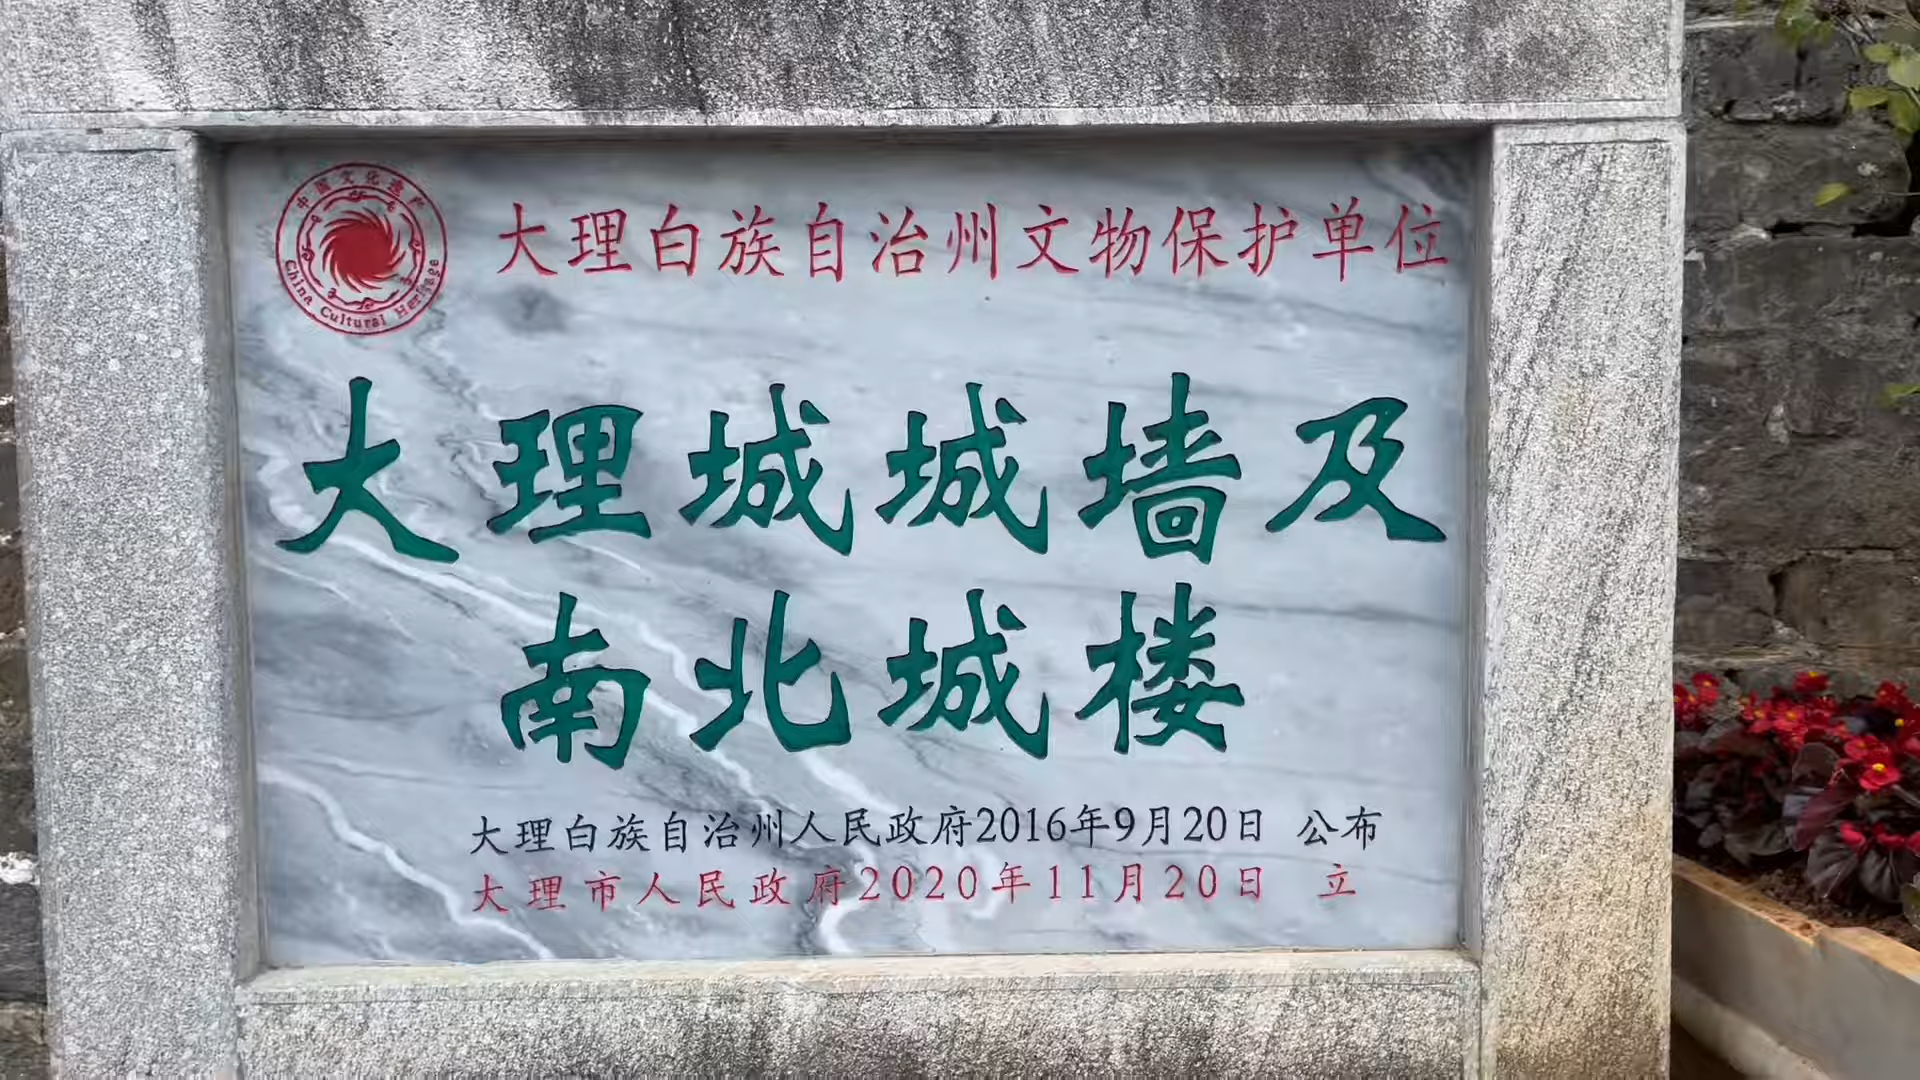 中国文化遗产
China Cultural Heritage
大理白族自治州文物保护单位
大理城城墙及
南北城楼
大理白族自治州人民政府2016年9月20日 公布
大理市人民政府2020年11月20日 立